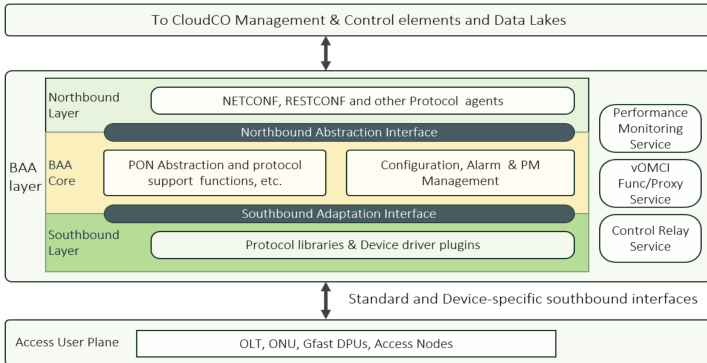 To CloudCO Management & Control elements and Data Lakes
BAA
layer
Northbound
Layer
NETCONF, RESTCONF and other Protocol agents
Northbound Abstraction Interface
BAA
Core
PON Abstraction and protocol
support functions, etc.
Configuration, Alarm & PM
Management
Southbound Adaptation Interface
Southbound
Layer
Protocol libraries & Device driver plugins
Performance
Monitoring
Service
vOMCI
Func/Proxy
Service
Control Relay
Service
Standard and Device-specific southbound interfaces
Access User Plane
OLT, ONU, Gfast DPUs, Access Nodes